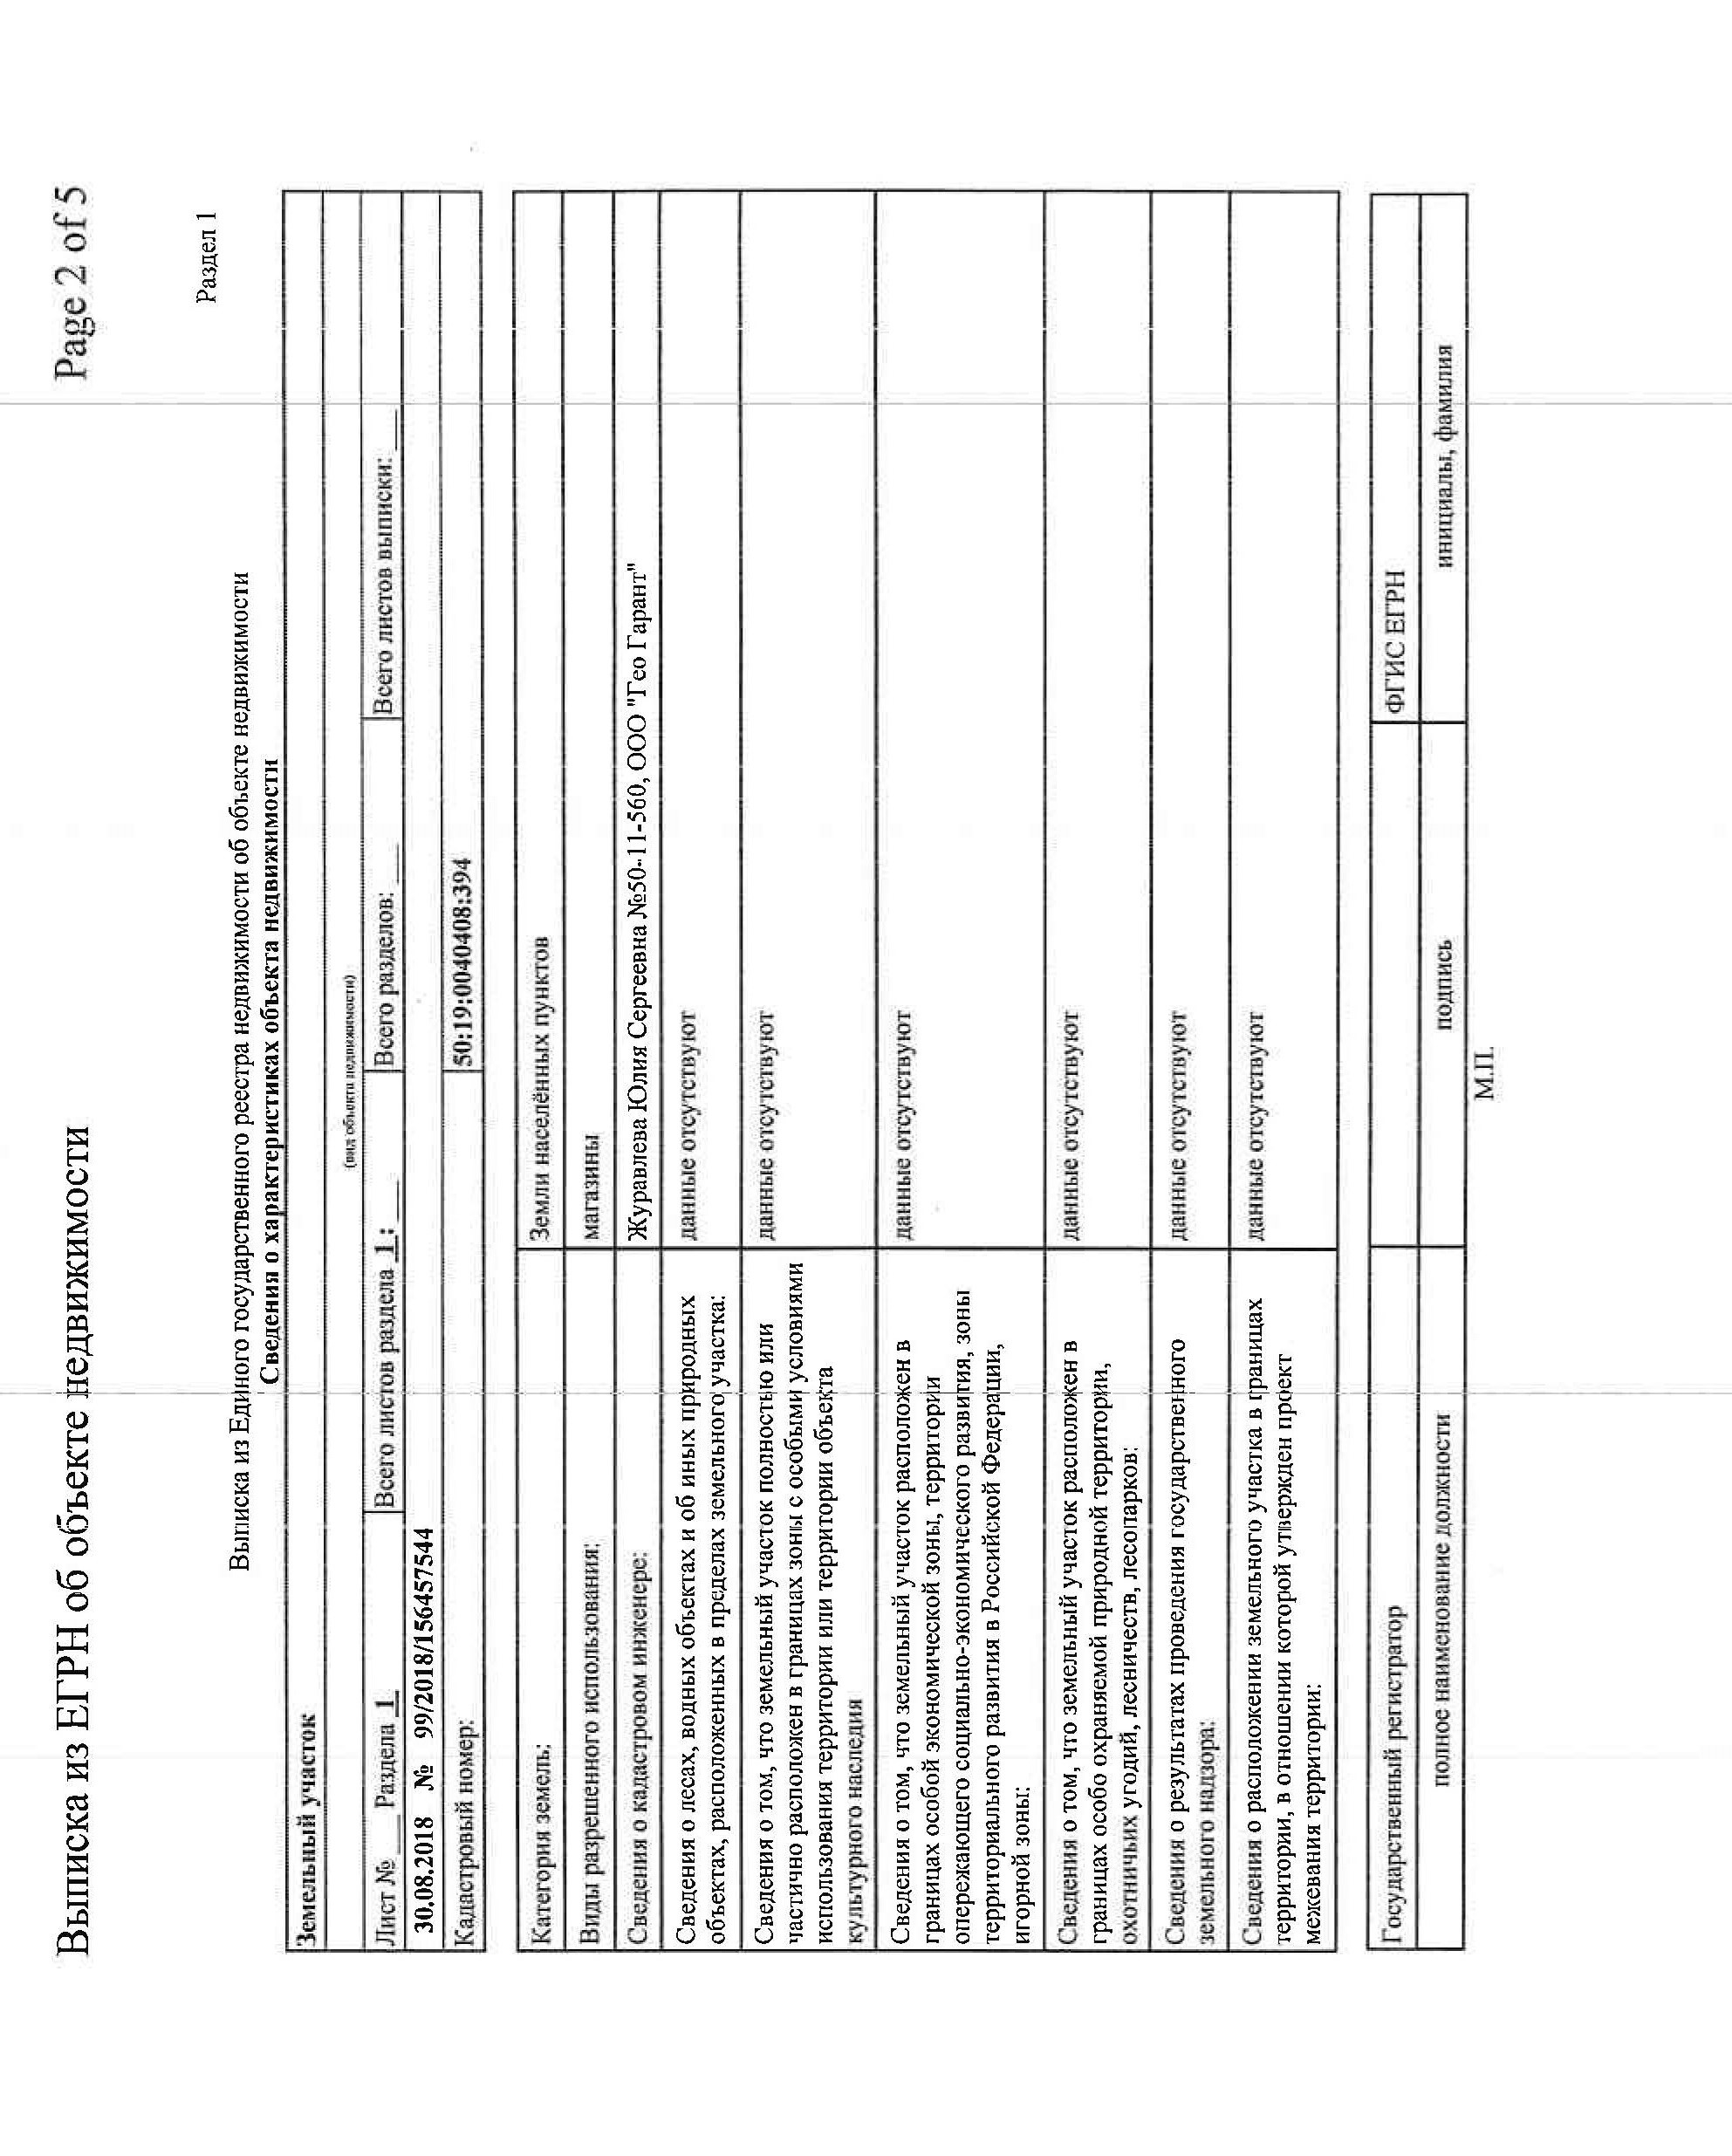 Выписка из ЕГРН об объекте недвижимости Page 2 of 5
Раздел 1
Выписка из Единого государственного реестра недвижимости об объекте недвижимости
Сведения о характеристиках объекта недвижимости
Земельный участок
(вид объекта недвижимости)
Лист № ___ Раздела 1 Всего листов раздела 1 : ___ Всего разделов: ___ Всего листов выписки: ___
30.08.2018 № 99/2018/156457544
Кадастровый номер: 50:19:0040408:394
Категория земель: Земли населённых пунктов
Виды разрешенного использования: магазины
Сведения о кадастровом инженере: Журавлева Юлия Сергеевна №50-11-560, ООО "Гео Гарант"
Сведения о лесах, водных объектах и об иных природных данные отсутствуют
объектах, расположенных в пределах земельного участка:
Сведения о том, что земельный участок полностью или данные отсутствуют
частично расположен в границах зоны с особыми условиями
использования территории или территории объекта
культурного наследия
Сведения о том, что земельный участок расположен в данные отсутствуют
границах особой экономической зоны, территории
опережающего социально-экономического развития, зоны
территориального развития в Российской Федерации,
игорной зоны:
Сведения о том, что земельный участок расположен в данные отсутствуют
границах особо охраняемой природной территории,
охотничьих угодий, лесничеств, лесопарков:
Сведения о результатах проведения государственного данные отсутствуют
земельного надзора:
Сведения о расположении земельного участка в границах данные отсутствуют
территории, в отношении которой утвержден проект
межевания территории:
Государственный регистратор ФГИС ЕГРН
полное наименование должности подпись инициалы, фамилия
М.П.